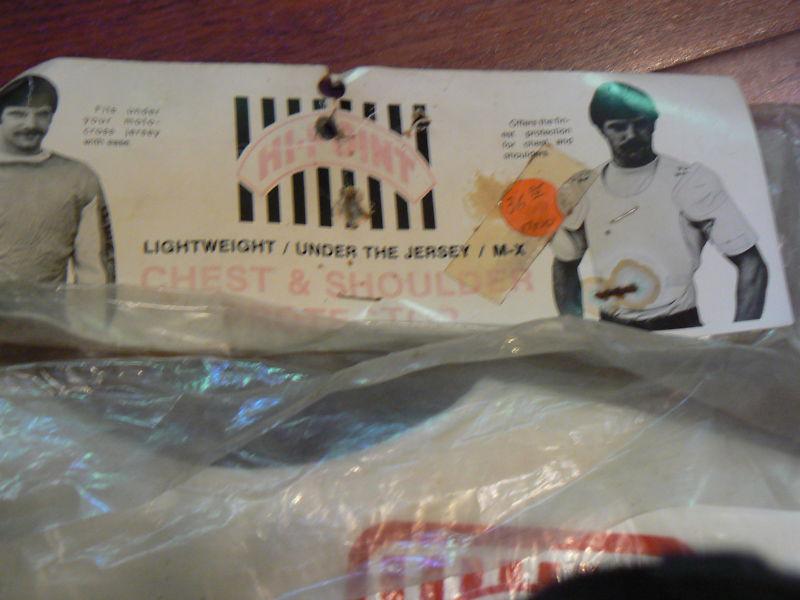 Fits under
your moto-
cross jersey
with ease.
HI-POINT
Offers the fin-
est protection
for chest and
shoulders.
LIGHTWEIGHT / UNDER THE JERSEY / M-X
CHEST & SHOULDER